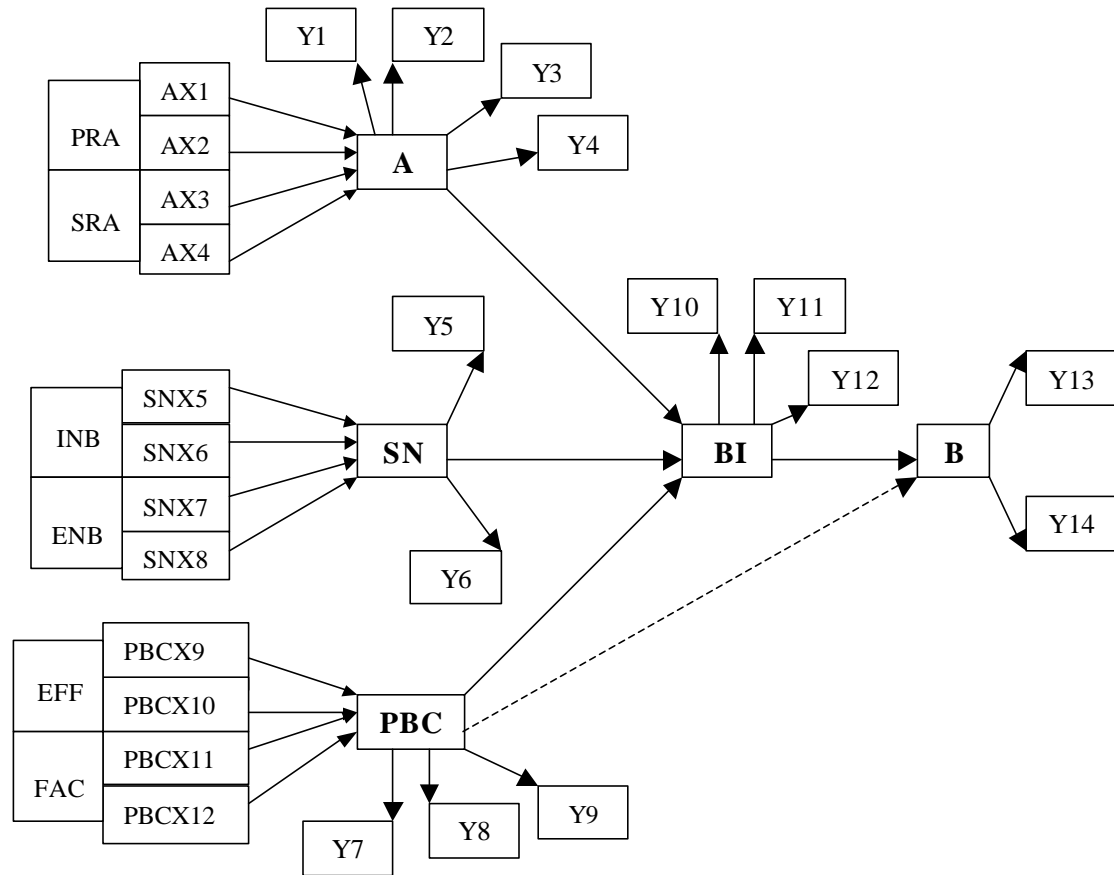 Y1
Y2
Y3
Y4
PRA
AX1
AX2
SRA
AX3
AX4
A
Y5
Y10
Y11
Y12
Y13
INB
SNX5
SNX6
ENB
SNX7
SNX8
SN
BI
B
Y14
Y6
EFF
PBCX9
PBCX10
FAC
PBCX11
PBCX12
PBC
Y7
Y8
Y9